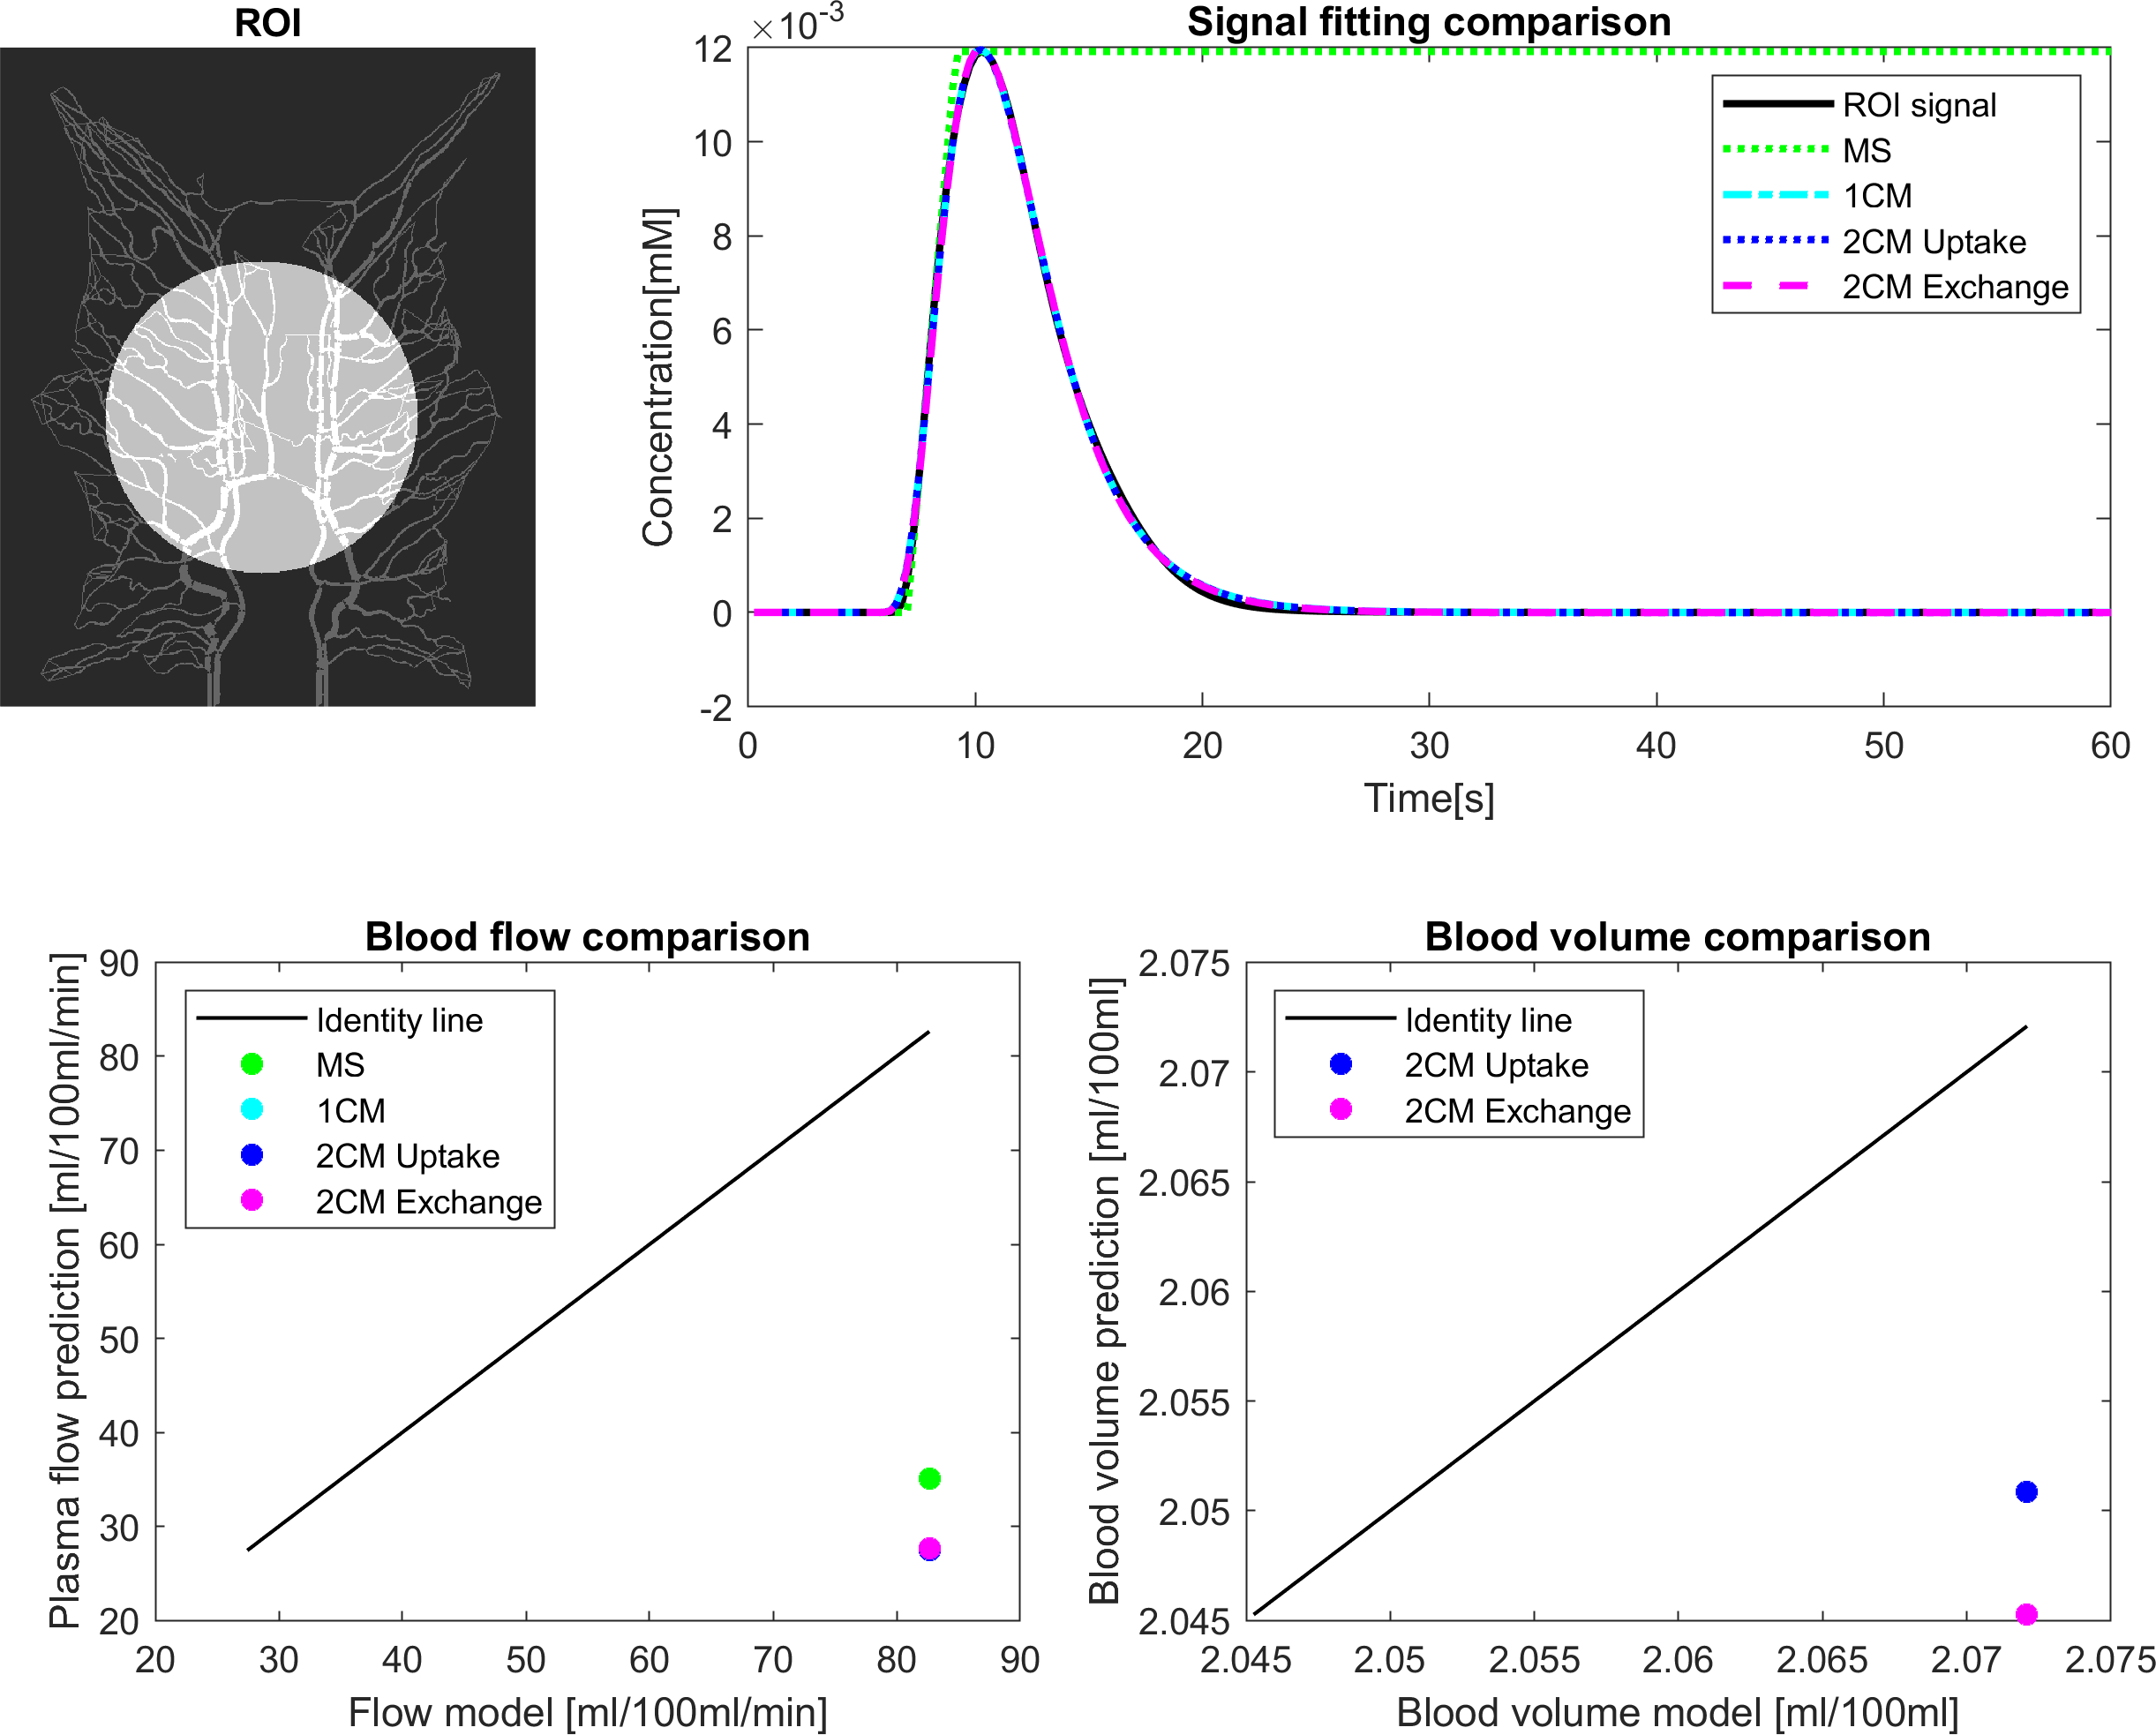 ROI
Signal fitting comparison
×10-3
12
10
8
6
4
2
0
-2
Concentration[mM]
ROI signal
MS
1CM
2CM Uptake
2CM Exchange
0 10 20 30 40 50 60
Time[s]
Blood flow comparison
90
80
70
60
50
40
30
20
Plasma flow prediction [ml/100ml/min]
Identity line
MS
1CM
2CM Uptake
2CM Exchange
20 30 40 50 60 70 80 90
Flow model [ml/100ml/min]
Blood volume comparison
2.075
2.07
2.065
2.06
2.055
2.05
2.045
Blood volume prediction [ml/100ml]
Identity line
2CM Uptake
2CM Exchange
2.045 2.05 2.055 2.06 2.065 2.07 2.075
Blood volume model [ml/100ml]